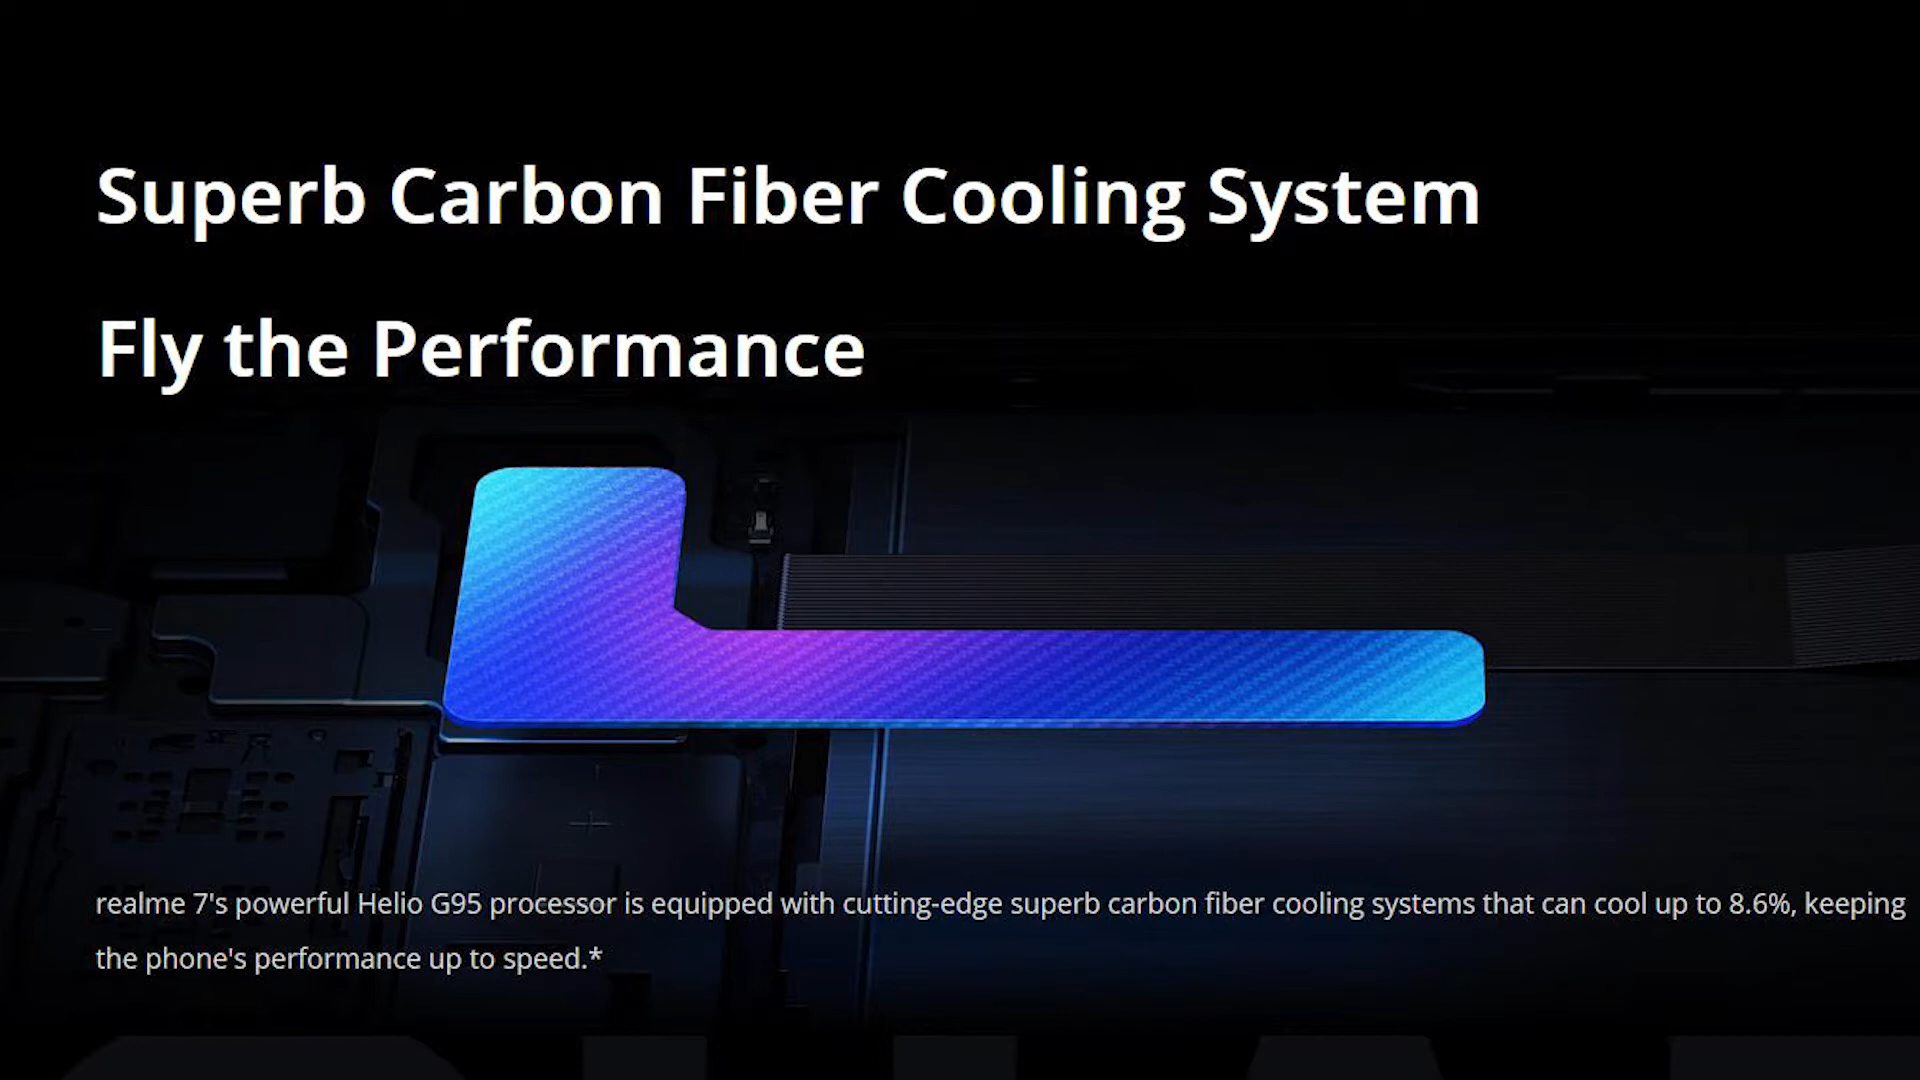 Superb Carbon Fiber Cooling System
Fly the Performance
realme 7's powerful Helio G95 processor is equipped with cutting-edge superb carbon fiber cooling systems that can cool up to 8.6%, keeping
the phone's performance up to speed.*